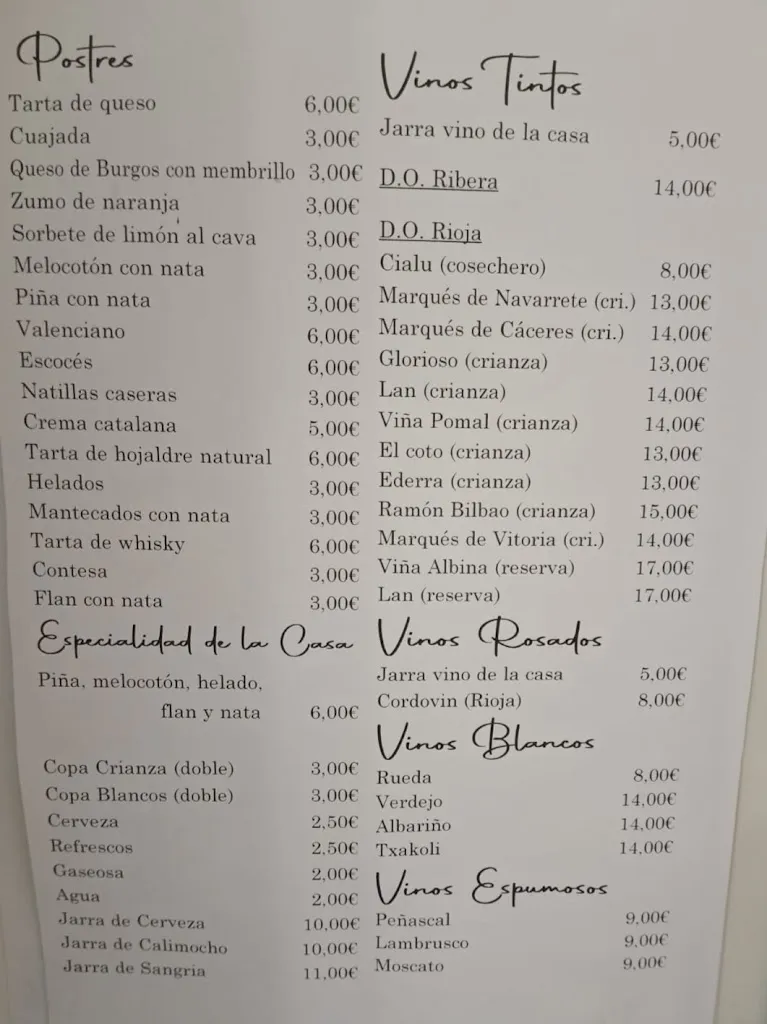 Postres
Tarta de queso 6,00€
Cuajada 3,00€
Queso de Burgos con membrillo 3,00€
Zumo de naranja 3,00€
Sorbete de limón al cava 3,00€
Melocotón con nata 3,00€
Piña con nata 3,00€
Valenciano 6,00€
Escocés 6,00€
Natillas caseras 3,00€
Crema catalana 5,00€
Tarta de hojaldre natural 6,00€
Helados 3,00€
Mantecados con nata 3,00€
Tarta de whisky 6,00€
Contesa 3,00€
Flan con nata 3,00€
Especialidad de la Casa
Piña, melocotón, helado,
flan y nata 6,00€
Copa Crianza (doble) 3,00€
Copa Blancos (doble) 3,00€
Cerveza 2,50€
Refrescos 2,50€
Gaseosa 2,00€
Agua 2,00€
Jarra de Cerveza 10,00€
Jarra de Calimocho 10,00€
Jarra de Sangria 11,00€
Vinos Tintos
Jarra vino de la casa 5,00€
D.O. Ribera 14,00€
D.O. Rioja
Cialu (cosechero) 8,00€
Marqués de Navarrete (cri.) 13,00€
Marqués de Cáceres (cri.) 14,00€
Glorioso (crianza) 13,00€
Lan (crianza) 14,00€
Viña Pomal (crianza) 14,00€
El coto (crianza) 13,00€
Ederra (crianza) 13,00€
Ramón Bilbao (crianza) 15,00€
Marqués de Vitoria (cri.) 14,00€
Viña Albina (reserva) 17,00€
Lan (reserva) 17,00€
Vinos Rosados
Jarra vino de la casa 5,00€
Cordovin (Rioja) 8,00€
Vinos Blancos
Rueda 8,00€
Verdejo 14,00€
Albariño 14,00€
Txakoli 14,00€
Vinos Espumosos
Peñascal 9,00€
Lambrusco 9,00€
Moscato 9,00€